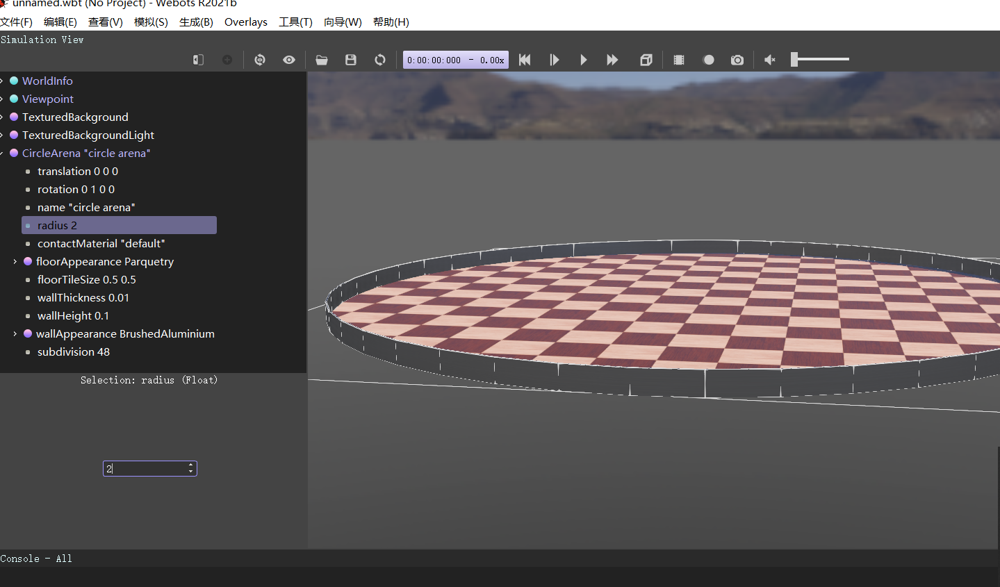 unnamed.wbt (No Project) - Webots R2021b
文件(F) 编辑(E) 查看(V) 模拟(S) 生成(B) Overlays 工具(T) 向导(W) 帮助(H)
Simulation View
0:00:00:000 - 0.00x
WorldInfo
Viewpoint
TexturedBackground
TexturedBackgroundLight
CircleArena "circle arena"
translation 0 0 0
rotation 0 1 0 0
name "circle arena"
radius 2
contactMaterial "default"
floorAppearance Parquetry
floorTileSize 0.5 0.5
wallThickness 0.01
wallHeight 0.1
wallAppearance BrushedAluminium
subdivision 48
Selection: radius (Float)
2
Console - All